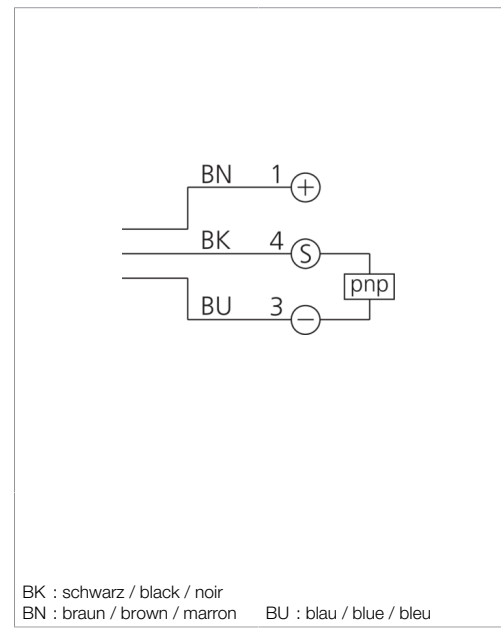 BN 1 +
BK 4 S
pnp
BU 3 −
BK : schwarz / black / noir
BN : braun / brown / marron BU : blau / blue / bleu